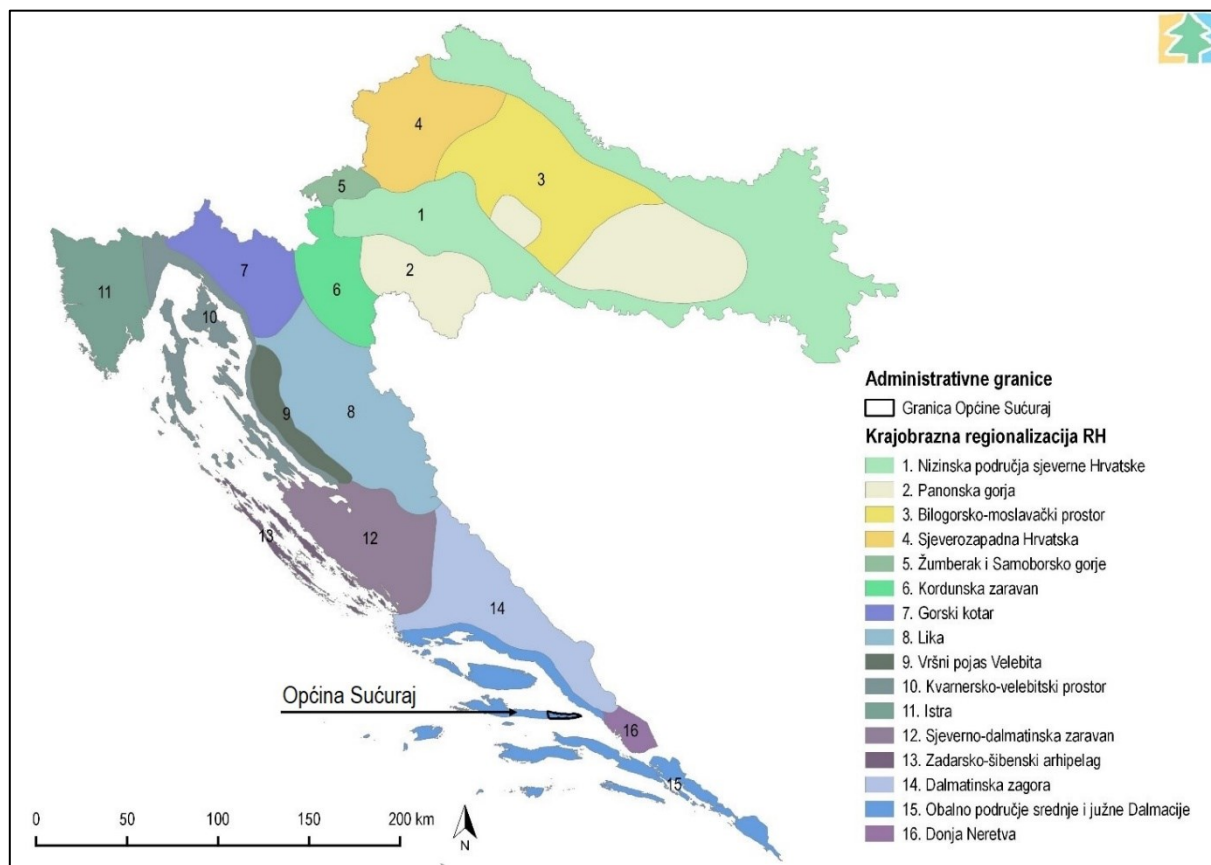 4
3
5
1
7
2
11
6
10
9
8
12
13
14
Općina Sućuraj
16
15
0 50 100 150 200 km
N
Administrativne granice
Granica Općine Sućuraj
Krajobrazna regionalizacija RH
1. Nizinska područja sjeverne Hrvatske
2. Panonska gorja
3. Bilogorsko-moslavački prostor
4. Sjeverozapadna Hrvatska
5. Žumberak i Samoborsko gorje
6. Kordunska zaravan
7. Gorski kotar
8. Lika
9. Vršni pojas Velebita
10. Kvarnersko-velebitski prostor
11. Istra
12. Sjeverno-dalmatinska zaravan
13. Zadarsko-šibenski arhipelag
14. Dalmatinska zagora
15. Obalno područje srednje i južne Dalmacije
16. Donja Neretva